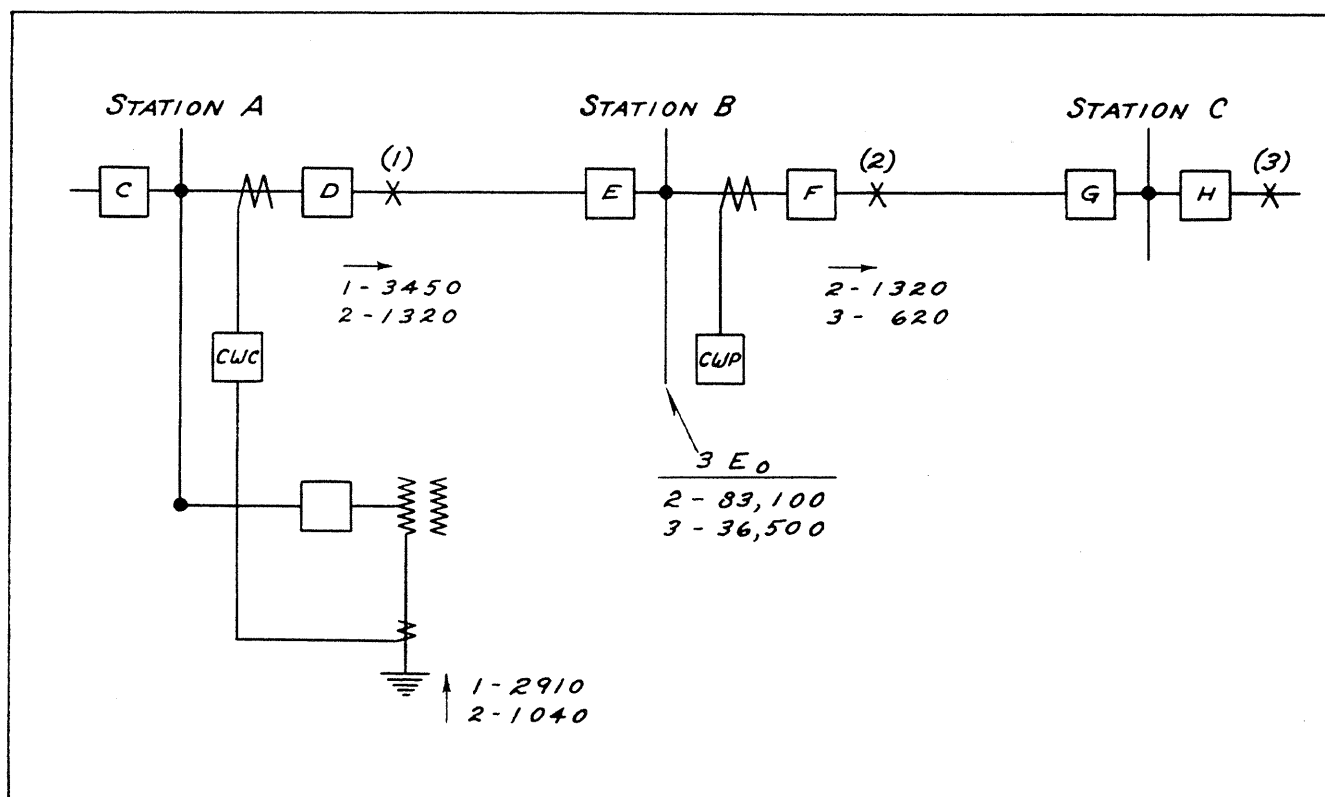 STATION A
STATION B
STATION C
C
D
(1)
E
F
(2)
G
H
(3)
1 - 3450
2 - 1320
2 - 1320
3 - 620
CWC
CWP
3 E0
2 - 83,100
3 - 36,500
1 - 2910
2 - 1040